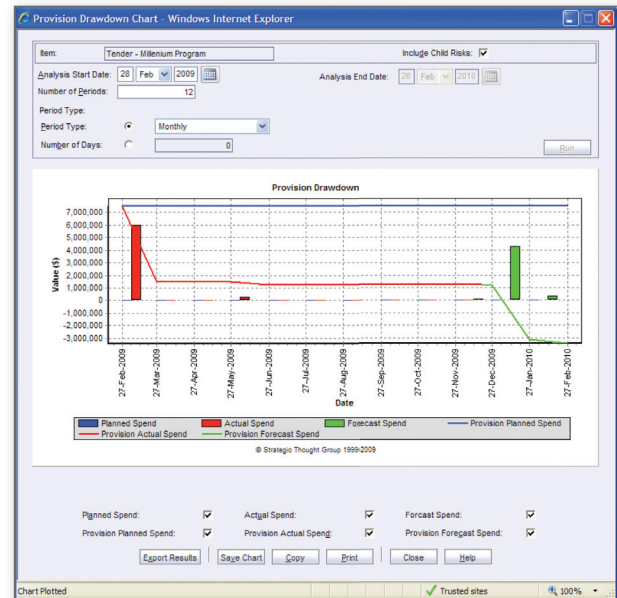 Provision Drawdown Chart - Windows Internet Explorer
Item: Tender - Millenium Program Include Child Risks:
Analysis Start Date: 28 Feb 2009 Analysis End Date: 26 Feb 2010
Number of Periods: 12
Period Type:
Period Type: Monthly
Number of Days: 0 Run
Provision Drawdown
Value ($)
7,000,000
6,000,000
5,000,000
4,000,000
3,000,000
2,000,000
1,000,000
0
-1,000,000
-2,000,000
-3,000,000
27-Feb-2009
27-Mar-2009
27-Apr-2009
27-May-2009
27-Jun-2009
27-Jul-2009
27-Aug-2009
27-Sep-2009
27-Oct-2009
27-Nov-2009
27-Dec-2009
27-Jan-2010
27-Feb-2010
Date
Planned Spend Actual Spend Forecast Spend Provision Planned Spend
Provision Actual Spend Provision Forecast Spend
© Strategic Thought Group 1999-2009
Planned Spend: Actual Spend: Forcast Spend:
Provision Planned Spend: Provision Actual Spend: Provision Forecast Spend:
Export Results Save Chart Copy Print Close Help
Chart Plotted Trusted sites 100%